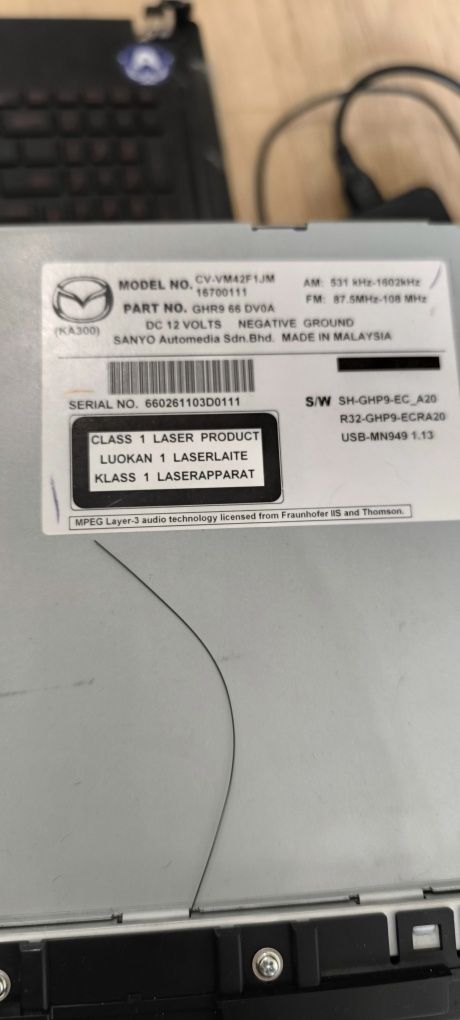 MODEL NO. CV-VM42F1JM
16700111
AM: 531 kHz-1602kHz
PART NO. GHR9 66 DV0A
FM: 87.5MHz-108 MHz
(KA300)
DC 12 VOLTS NEGATIVE GROUND
SANYO Automedia Sdn.Bhd. MADE IN MALAYSIA
SERIAL NO. 660261103D0111
S/W SH-GHP9-EC_A20
R32-GHP9-ECRA20
USB-MN949 1.13
CLASS 1 LASER PRODUCT
LUOKAN 1 LASERLAITE
KLASS 1 LASERAPPARAT
MPEG Layer-3 audio technology licensed from Fraunhofer IIS and Thomson.